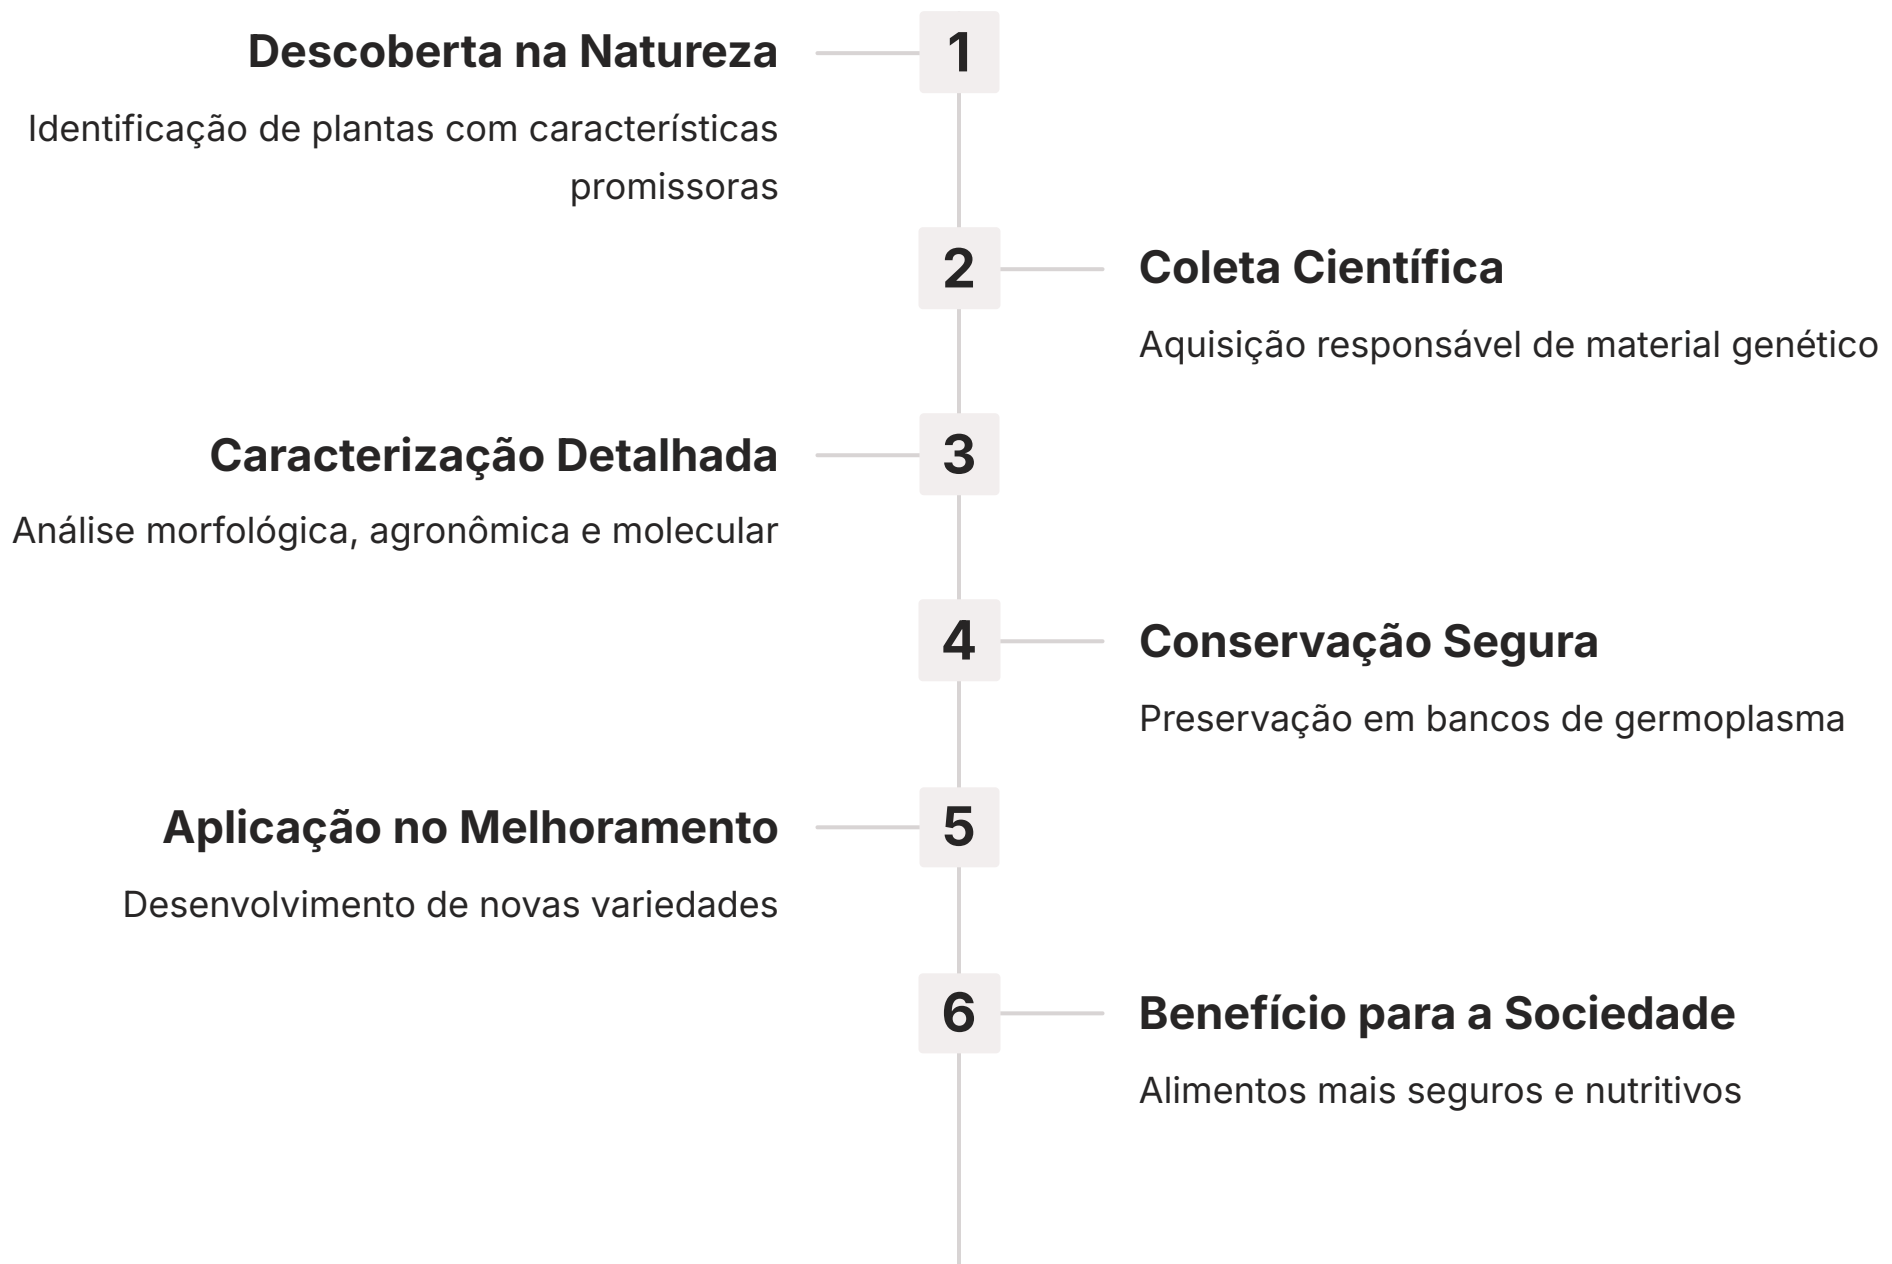 Descoberta na Natureza
1
Identificação de plantas com características
promissoras
2
Coleta Científica
Aquisição responsável de material genético
Caracterização Detalhada
3
Análise morfológica, agronômica e molecular
4
Conservação Segura
Preservação em bancos de germoplasma
Aplicação no Melhoramento
5
Desenvolvimento de novas variedades
6
Benefício para a Sociedade
Alimentos mais seguros e nutritivos